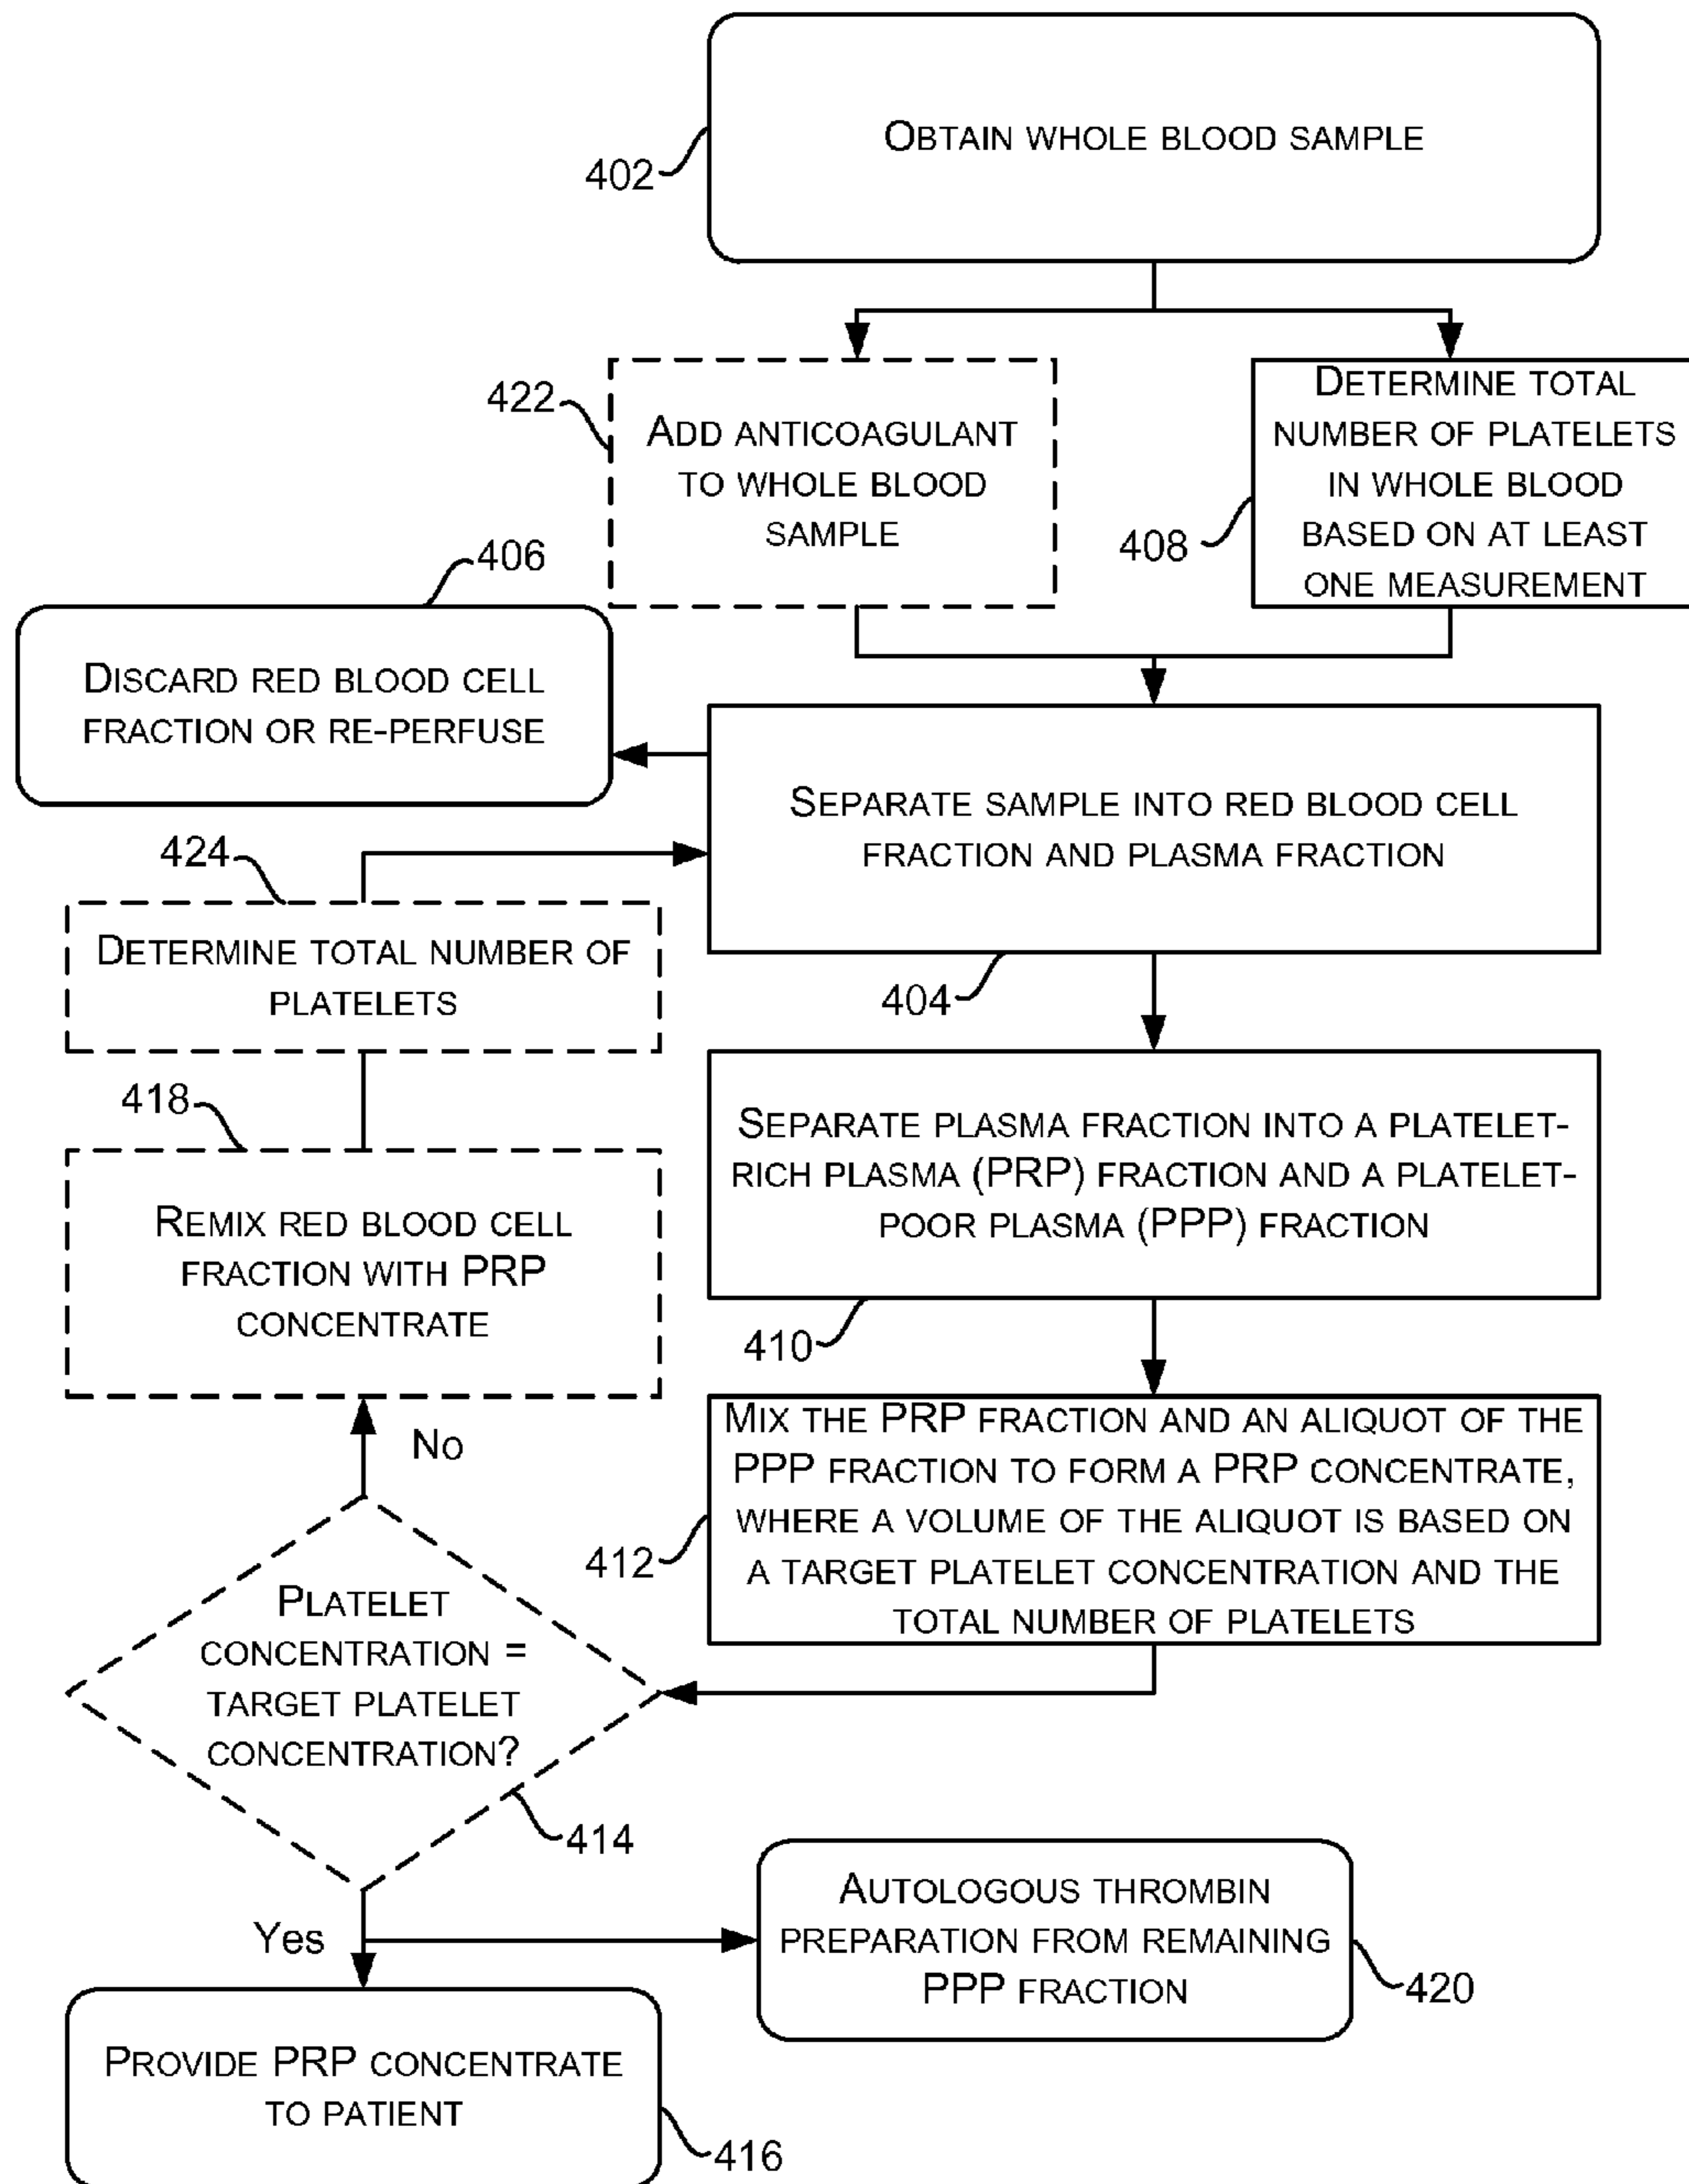 OBTAIN WHOLE BLOOD SAMPLE
402
422
ADD ANTICOAGULANT
TO WHOLE BLOOD
SAMPLE
DETERMINE TOTAL
NUMBER OF PLATELETS
IN WHOLE BLOOD
BASED ON AT LEAST
ONE MEASUREMENT
408
406
DISCARD RED BLOOD CELL
FRACTION OR RE-PERFUSE
SEPARATE SAMPLE INTO RED BLOOD CELL
FRACTION AND PLASMA FRACTION
404
424
DETERMINE TOTAL NUMBER OF
PLATELETS
418
REMIX RED BLOOD CELL
FRACTION WITH PRP
CONCENTRATE
SEPARATE PLASMA FRACTION INTO A PLATELET-
RICH PLASMA (PRP) FRACTION AND A PLATELET-
POOR PLASMA (PPP) FRACTION
410
MIX THE PRP FRACTION AND AN ALIQUOT OF THE
PPP FRACTION TO FORM A PRP CONCENTRATE,
WHERE A VOLUME OF THE ALIQUOT IS BASED ON
A TARGET PLATELET CONCENTRATION AND THE
TOTAL NUMBER OF PLATELETS
412
No
PLATELET
CONCENTRATION =
TARGET PLATELET
CONCENTRATION?
414
Yes
AUTOLOGOUS THROMBIN
PREPARATION FROM REMAINING
PPP FRACTION
420
PROVIDE PRP CONCENTRATE
TO PATIENT
416